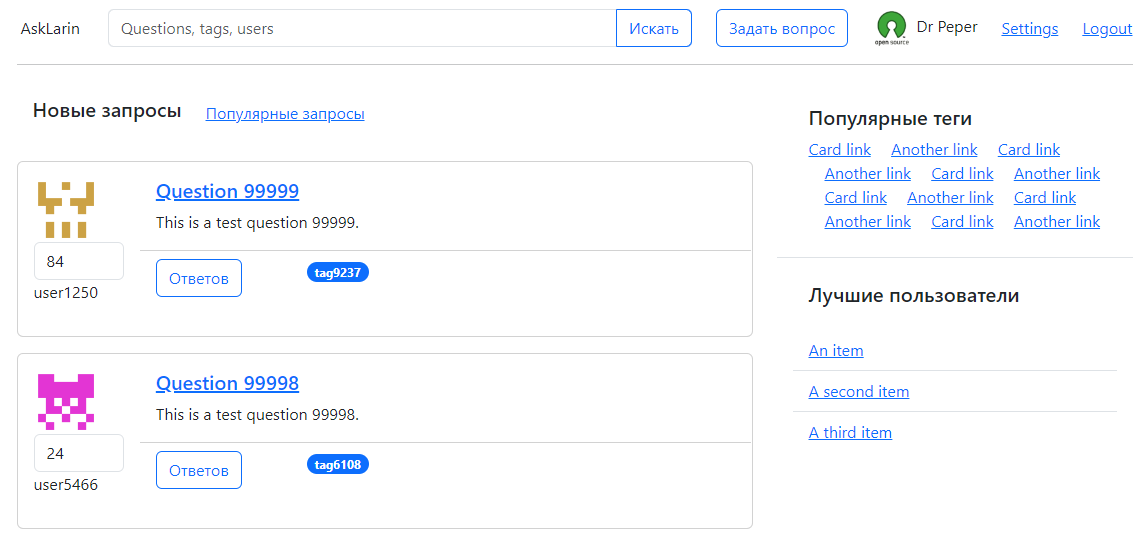 AskLarin Questions, tags, users Искать Задать вопрос open source Dr Peper Settings Logout
Новые запросы Популярные запросы
Question 99999
This is a test question 99999.
84
user1250
Ответов tag9237
Question 99998
This is a test question 99998.
24
user5466
Ответов tag6108
Популярные теги
Card link Another link Card link
Another link Card link Another link
Card link Another link Card link
Another link Card link Another link
Лучшие пользователи
An item
A second item
A third item